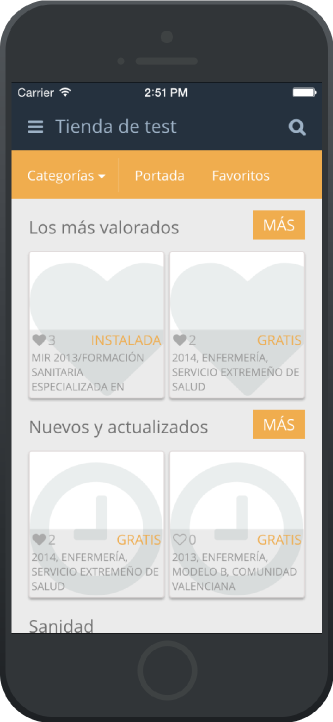 Carrier 2:51 PM
Tienda de test
Categorías Portada Favoritos
Los más valorados MÁS
3 INSTALADA
MIR 2013/FORMACIÓN
SANITARIA
ESPECIALIZADA EN
2 GRATIS
2014, ENFERMERÍA,
SERVICIO EXTREMEÑO DE
SALUD
Nuevos y actualizados MÁS
2 GRATIS
2014, ENFERMERÍA,
SERVICIO EXTREMEÑO DE
SALUD
0 GRATIS
2013, ENFERMERÍA,
MODELO B, COMUNIDAD
VALENCIANA
Sanidad